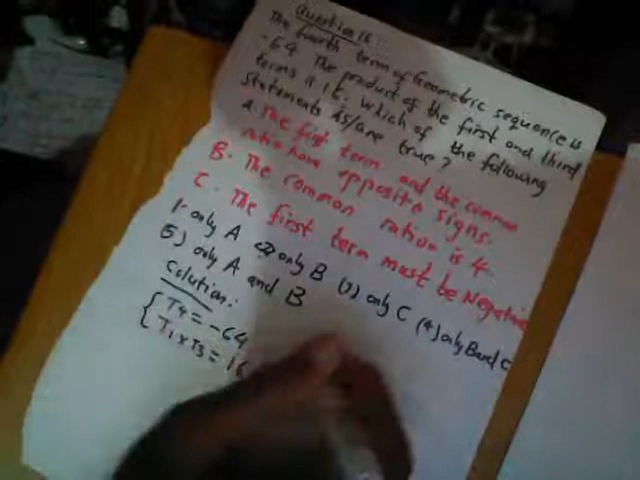 Question 16:
The fourth term of Geometric sequence is
-64. The product of the first and third
terms is 16. Which of the following
statements is/are true?
A. The first term and the common
ratio have opposite signs.
B. The common ratio is 4.
C. The first term must be Negative
1. only A (2) only B (3) only C (4) only B and C
(5) only A and B
Solution:
T4 = -64
T1 x T3 = 16